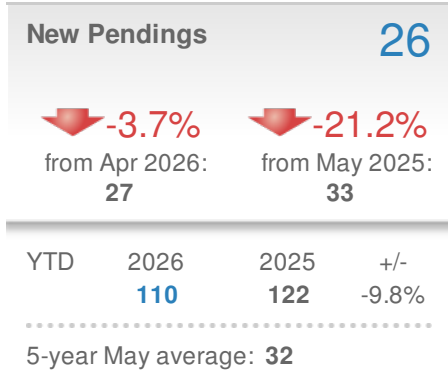 New Pendings 26
-3.7% -21.2%
from Apr 2026: from May 2025:
27 33
YTD 2026 2025 +/-
110 122 -9.8%
5-year May average: 32